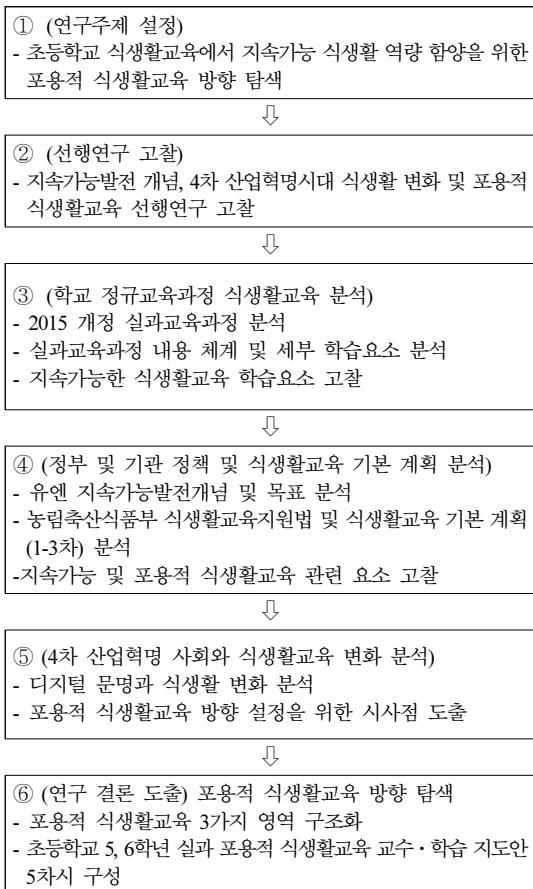 ① (연구주제 설정)
- 초등학교 식생활교육에서 지속가능 식생활 역량 함양을 위한
포용적 식생활교육 방향 탐색
⇩
② (선행연구 고찰)
- 지속가능발전 개념, 4차 산업혁명시대 식생활 변화 및 포용적
식생활교육 선행연구 고찰
⇩
③ (학교 정규교육과정 식생활교육 분석)
- 2015 개정 실과교육과정 분석
- 실과교육과정 내용 체계 및 세부 학습요소 분석
- 지속가능한 식생활교육 학습요소 고찰
⇩
④ (정부 및 기관 정책 및 식생활교육 기본 계획 분석)
- 유엔 지속가능발전개념 및 목표 분석
- 농림축산식품부 식생활교육지원법 및 식생활교육 기본 계획
(1-3차) 분석
-지속가능 및 포용적 식생활교육 관련 요소 고찰
⇩
⑤ (4차 산업혁명 사회와 식생활교육 변화 분석)
- 디지털 문명과 식생활 변화 분석
- 포용적 식생활교육 방향 설정을 위한 시사점 도출
⇩
⑥ (연구 결론 도출) 포용적 식생활교육 방향 탐색
- 포용적 식생활교육 3가지 영역 구조화
- 초등학교 5, 6학년 실과 포용적 식생활교육 교수・학습 지도안
5차시 구성